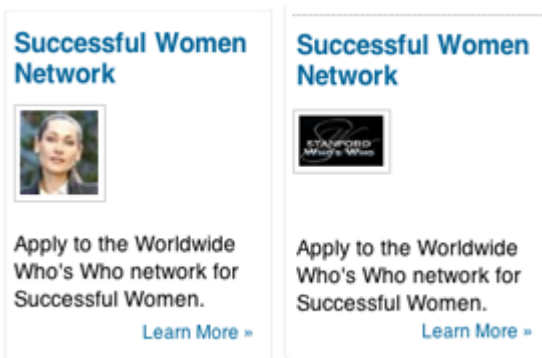 Successful Women
Network
Apply to the Worldwide
Who's Who network for
Successful Women.
Learn More »
Successful Women
Network
STANFORD
WHO'S WHO
Apply to the Worldwide
Who's Who network for
Successful Women.
Learn More »